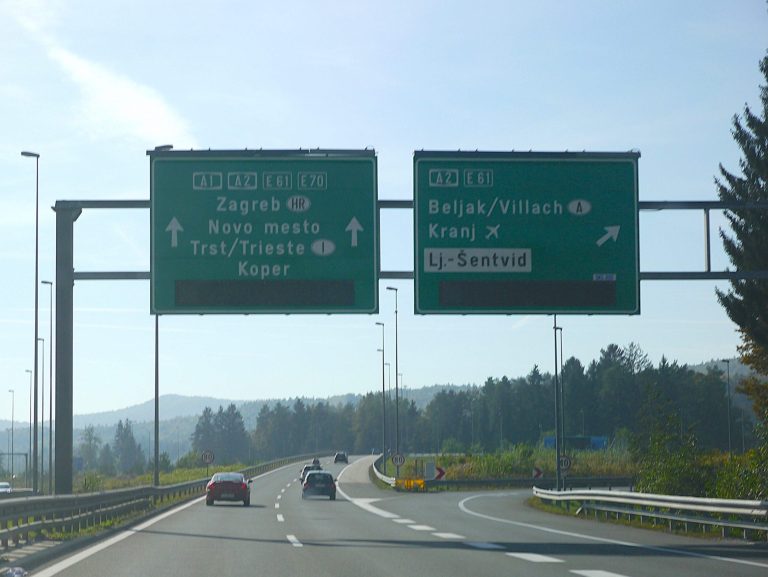 A1 A2 E61 E70
Zagreb HR
Novo mesto
Trst/Trieste I
Koper
A2 E61
Beljak/Villach A
Kranj
Lj.-Šentvid